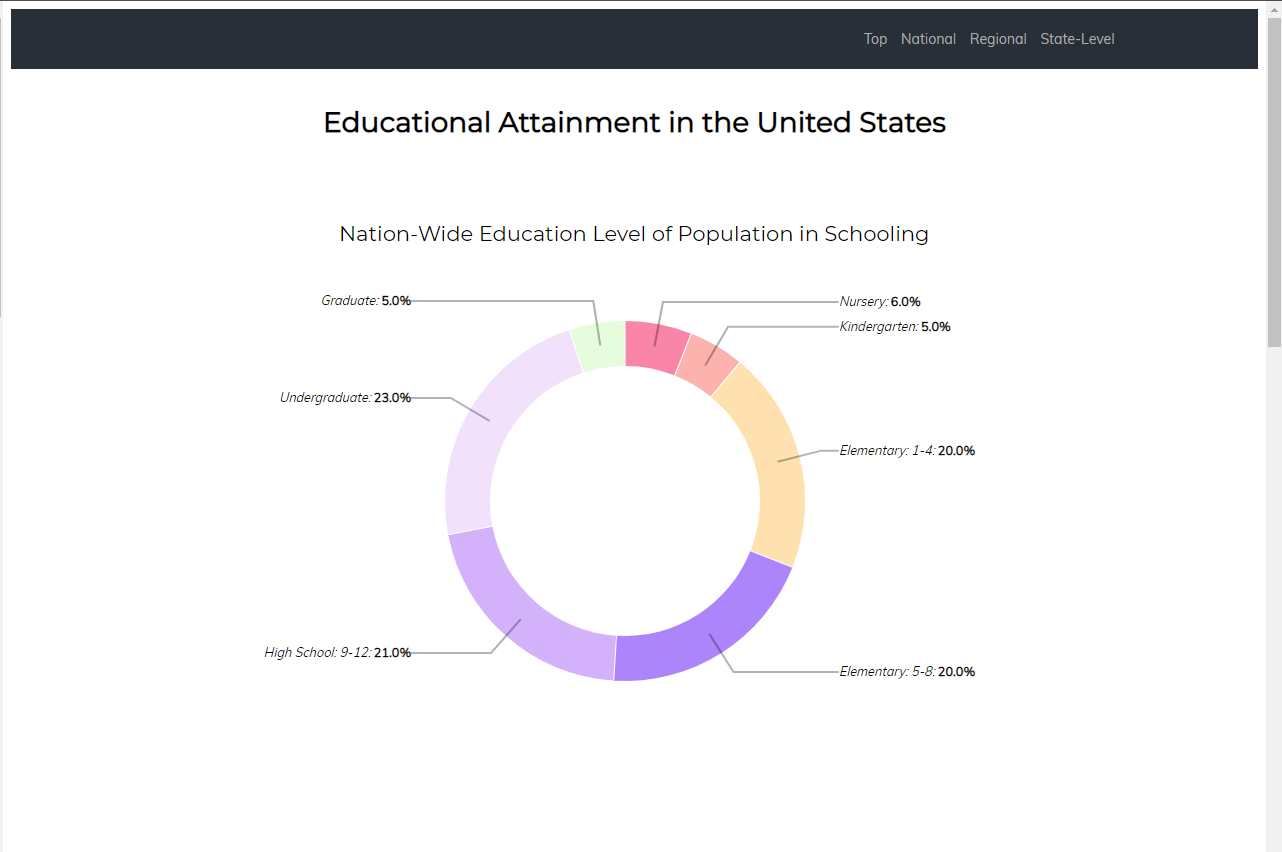 Top National Regional State-Level
Educational Attainment in the United States
Nation-Wide Education Level of Population in Schooling
Graduate: 5.0%
Nursery: 6.0%
Kindergarten: 5.0%
Undergraduate: 23.0%
Elementary: 1-4: 20.0%
High School: 9-12: 21.0%
Elementary: 5-8: 20.0%